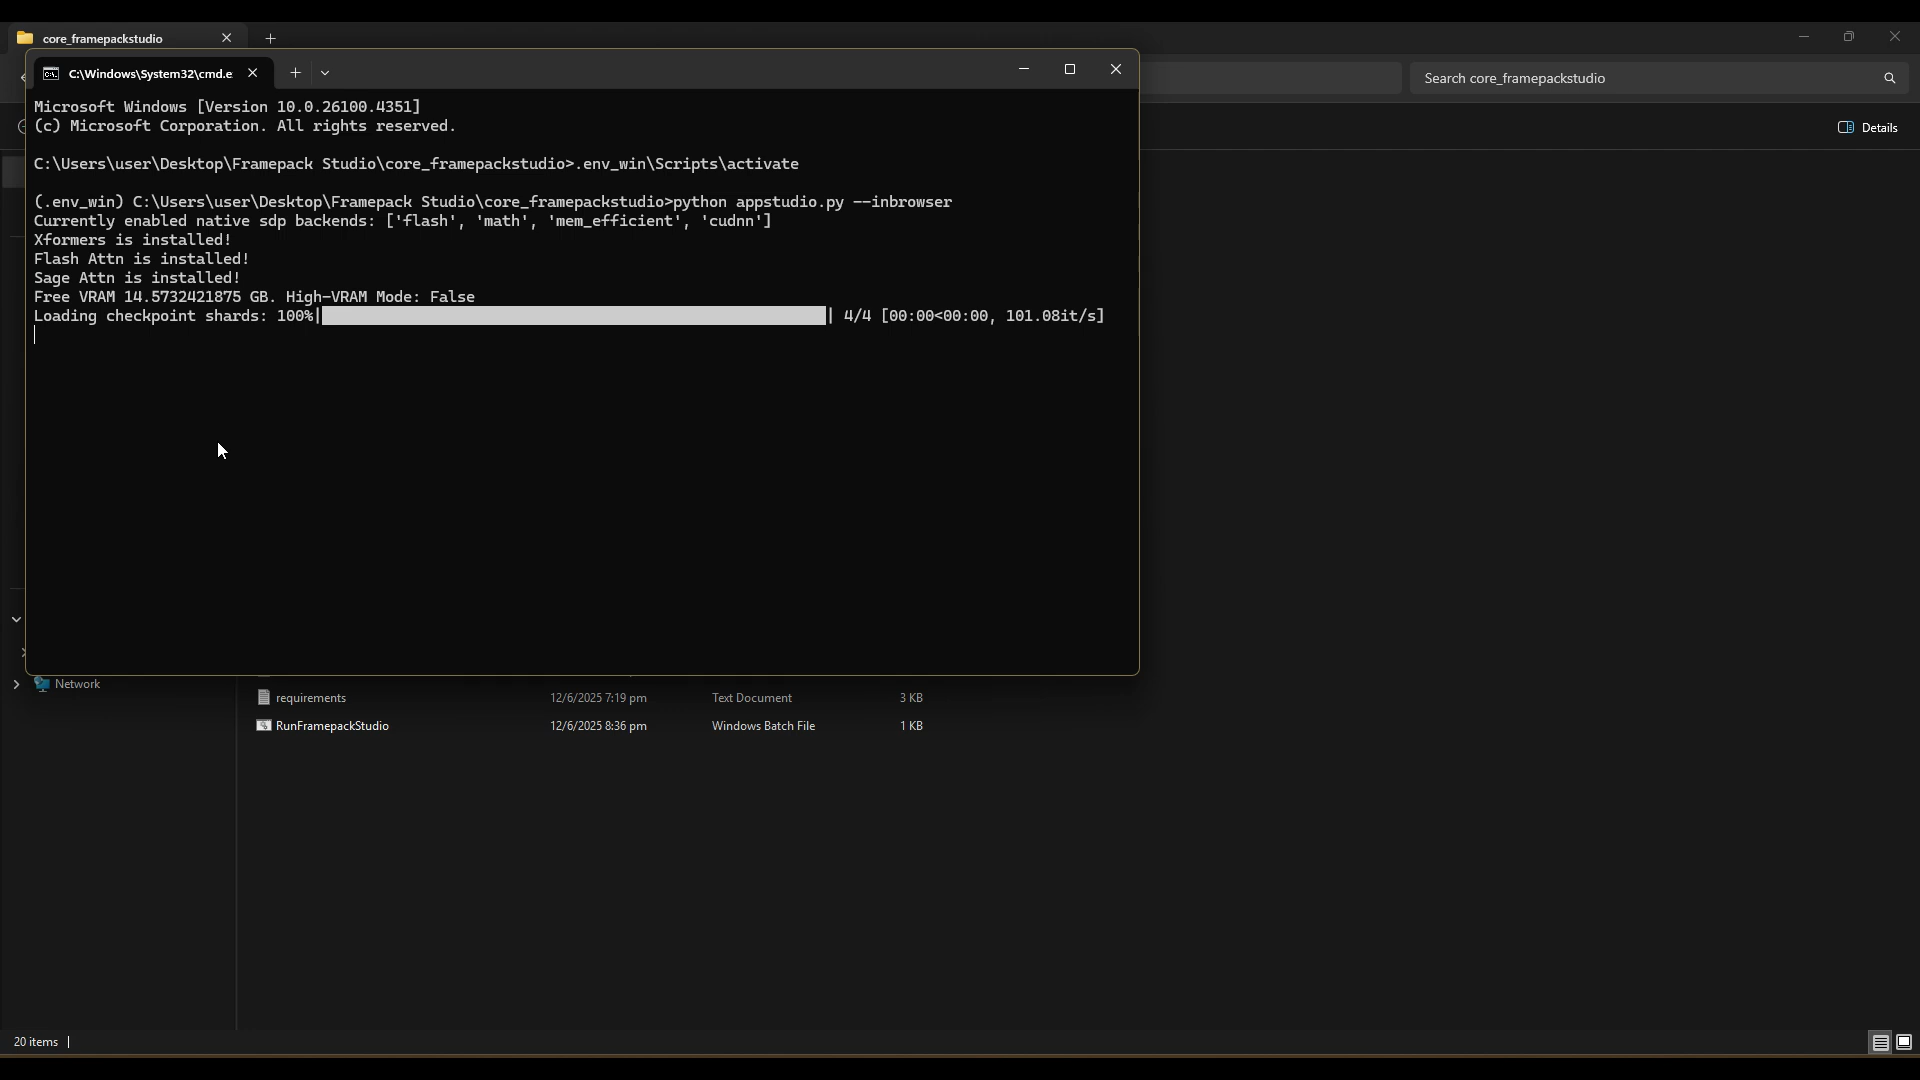 core_framepackstudio
C:\Windows\System32\cmd.e
Search core_framepackstudio
Details
Microsoft Windows [Version 10.0.26100.4351]
(c) Microsoft Corporation. All rights reserved.
C:\Users\user\Desktop\Framepack Studio\core_framepackstudio>.env_win\Scripts\activate
(.env_win) C:\Users\user\Desktop\Framepack Studio\core_framepackstudio>python appstudio.py --inbrowser
Currently enabled native sdp backends: ['flash', 'math', 'mem_efficient', 'cudnn']
Xformers is installed!
Flash Attn is installed!
Sage Attn is installed!
Free VRAM 14.5732421875 GB. High-VRAM Mode: False
Loading checkpoint shards: 100%| | 4/4 [00:00<00:00, 101.08it/s]
Network
requirements 12/6/2025 7:19 pm Text Document 3 KB
RunFramepackStudio 12/6/2025 8:36 pm Windows Batch File 1 KB
20 items